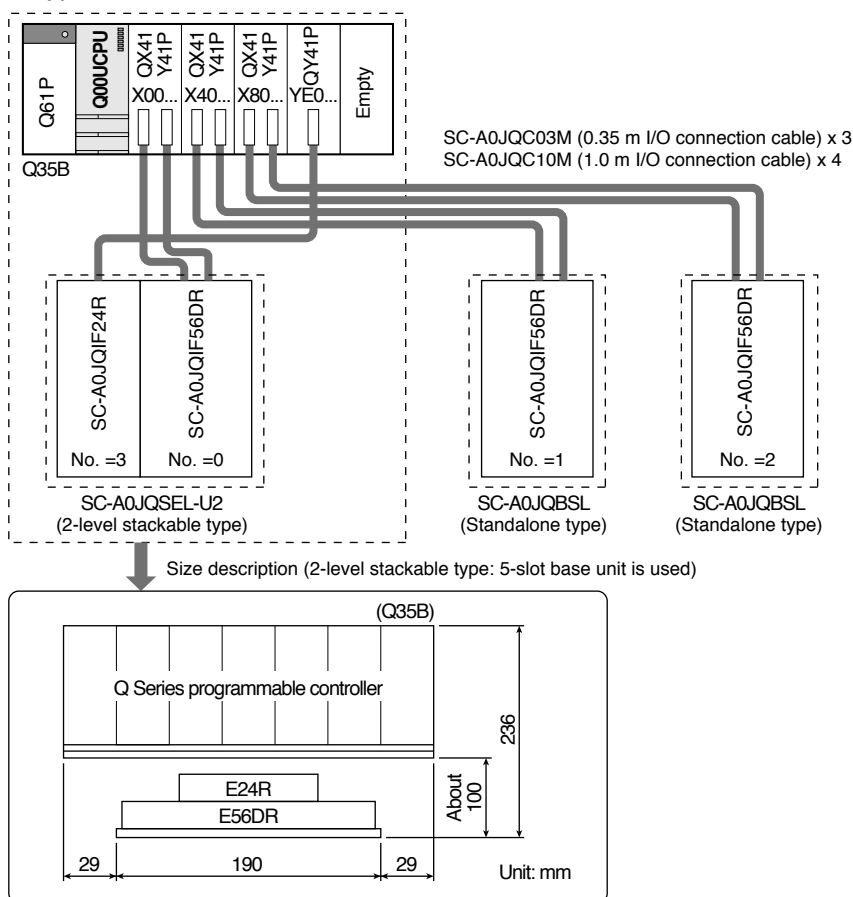 Q61P
Q00UCPU
QX41
Y41P
X00...
QX41
Y41P
X40...
QX41
Y41P
X80...
QY41P
YE0...
Empty
Q35B
SC-A0JQC03M (0.35 m I/O connection cable) x 3
SC-A0JQC10M (1.0 m I/O connection cable) x 4
SC-A0JQIF24R
No. =3
SC-A0JQIF56DR
No. =0
SC-A0JQIF56DR
No. =1
SC-A0JQIF56DR
No. =2
SC-A0JQSEL-U2
(2-level stackable type)
SC-A0JQBSL
(Standalone type)
SC-A0JQBSL
(Standalone type)
Size description (2-level stackable type: 5-slot base unit is used)
(Q35B)
Q Series programmable controller
E24R
E56DR
About
100
236
29
190
29
Unit: mm